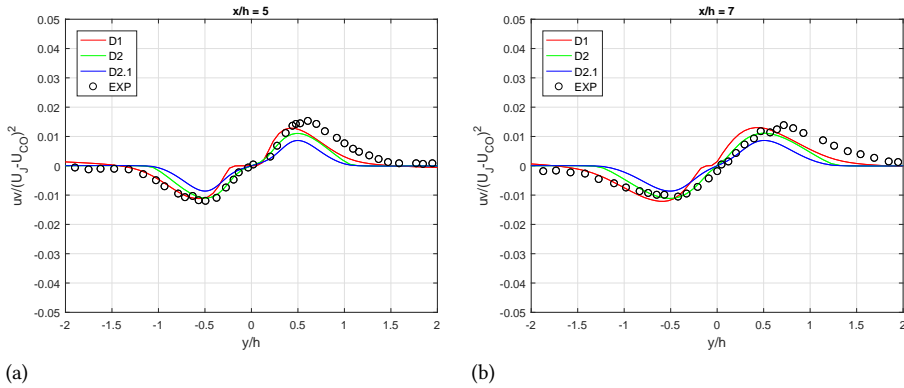 x/h = 5
0.05
0.04
0.03
0.02
0.01
0
-0.01
-0.02
-0.03
-0.04
-0.05
uv/(U_J-U_CO)^2
D1
D2
D2.1
EXP
-2 -1.5 -1 -0.5 0 0.5 1 1.5 2
y/h
(a)
x/h = 7
0.05
0.04
0.03
0.02
0.01
0
-0.01
-0.02
-0.03
-0.04
-0.05
uv/(U_J-U_CO)^2
D1
D2
D2.1
EXP
-2 -1.5 -1 -0.5 0 0.5 1 1.5 2
y/h
(b)